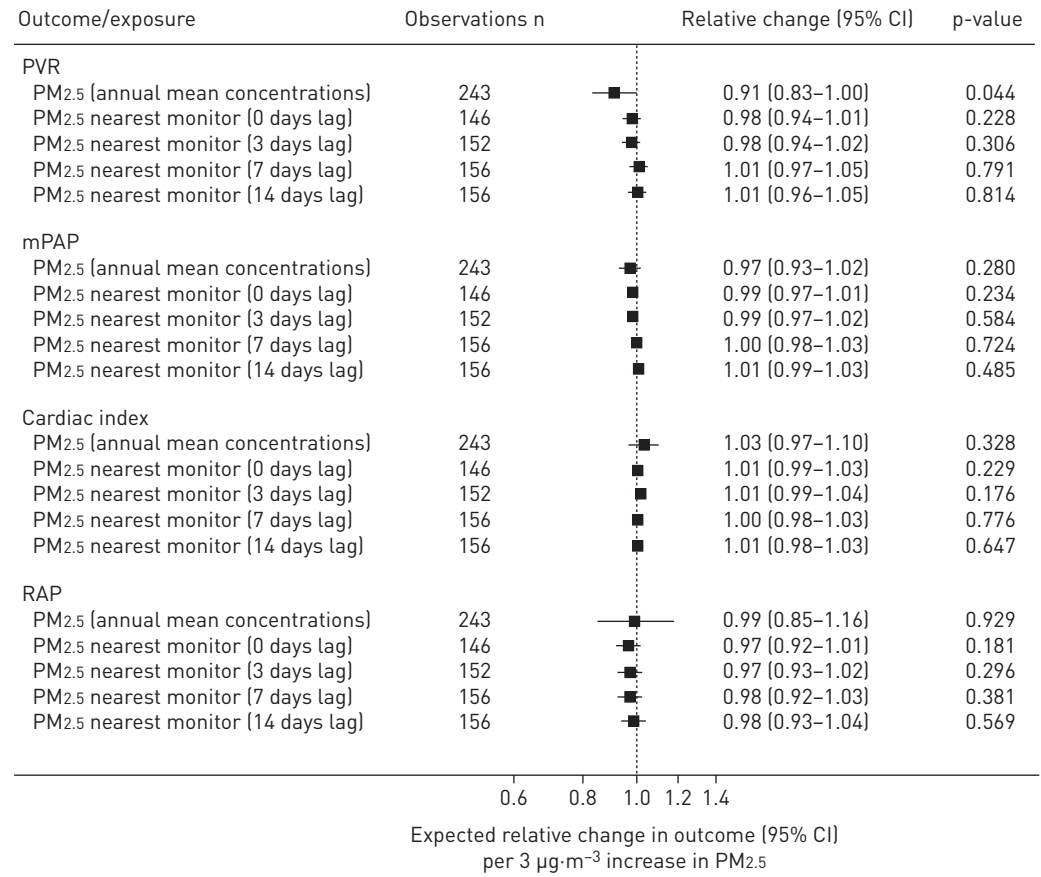 Outcome/exposure Observations n Relative change (95% CI) p-value
PVR
PM2.5 (annual mean concentrations) 243 0.91 (0.83–1.00) 0.044
PM2.5 nearest monitor (0 days lag) 146 0.98 (0.94–1.01) 0.228
PM2.5 nearest monitor (3 days lag) 152 0.98 (0.94–1.02) 0.306
PM2.5 nearest monitor (7 days lag) 156 1.01 (0.97–1.05) 0.791
PM2.5 nearest monitor (14 days lag) 156 1.01 (0.96–1.05) 0.814
mPAP
PM2.5 (annual mean concentrations) 243 0.97 (0.93–1.02) 0.280
PM2.5 nearest monitor (0 days lag) 146 0.99 (0.97–1.01) 0.234
PM2.5 nearest monitor (3 days lag) 152 0.99 (0.97–1.02) 0.584
PM2.5 nearest monitor (7 days lag) 156 1.00 (0.98–1.03) 0.724
PM2.5 nearest monitor (14 days lag) 156 1.01 (0.99–1.03) 0.485
Cardiac index
PM2.5 (annual mean concentrations) 243 1.03 (0.97–1.10) 0.328
PM2.5 nearest monitor (0 days lag) 146 1.01 (0.99–1.03) 0.229
PM2.5 nearest monitor (3 days lag) 152 1.01 (0.99–1.04) 0.176
PM2.5 nearest monitor (7 days lag) 156 1.00 (0.98–1.03) 0.776
PM2.5 nearest monitor (14 days lag) 156 1.01 (0.98–1.03) 0.647
RAP
PM2.5 (annual mean concentrations) 243 0.99 (0.85–1.16) 0.929
PM2.5 nearest monitor (0 days lag) 146 0.97 (0.92–1.01) 0.181
PM2.5 nearest monitor (3 days lag) 152 0.97 (0.93–1.02) 0.296
PM2.5 nearest monitor (7 days lag) 156 0.98 (0.92–1.03) 0.381
PM2.5 nearest monitor (14 days lag) 156 0.98 (0.93–1.04) 0.569
0.6 0.8 1.0 1.2 1.4
Expected relative change in outcome (95% CI)
per 3 µg·m⁻³ increase in PM2.5